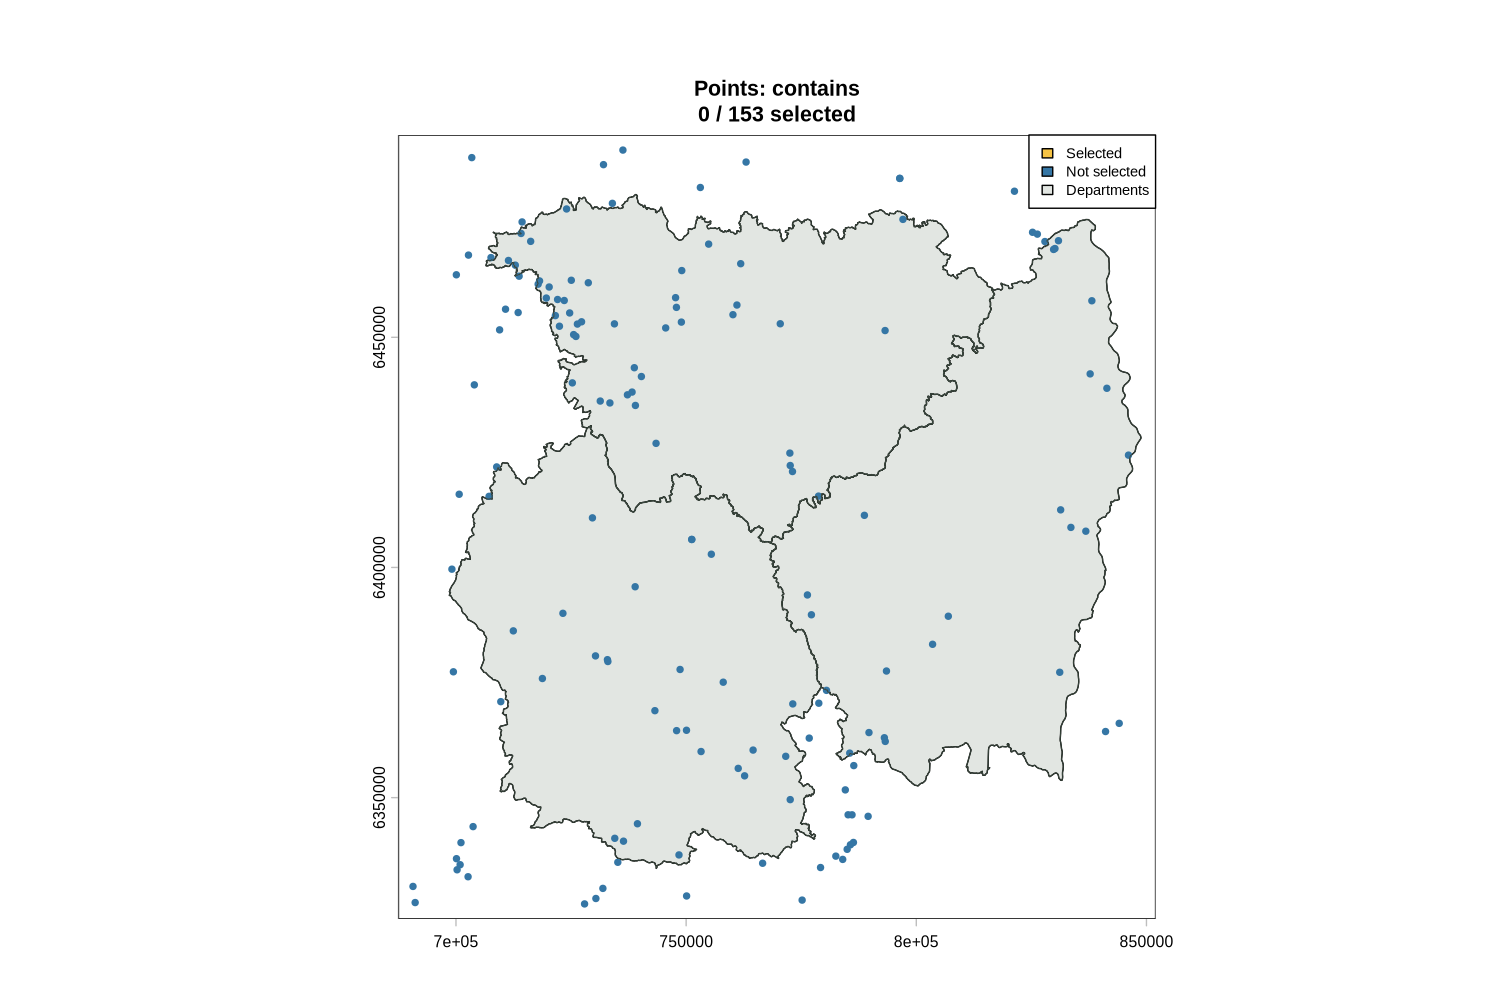 Points: contains
0 / 153 selected
Selected
Not selected
Departments
6450000
6400000
6350000
7e+05
750000
8e+05
850000